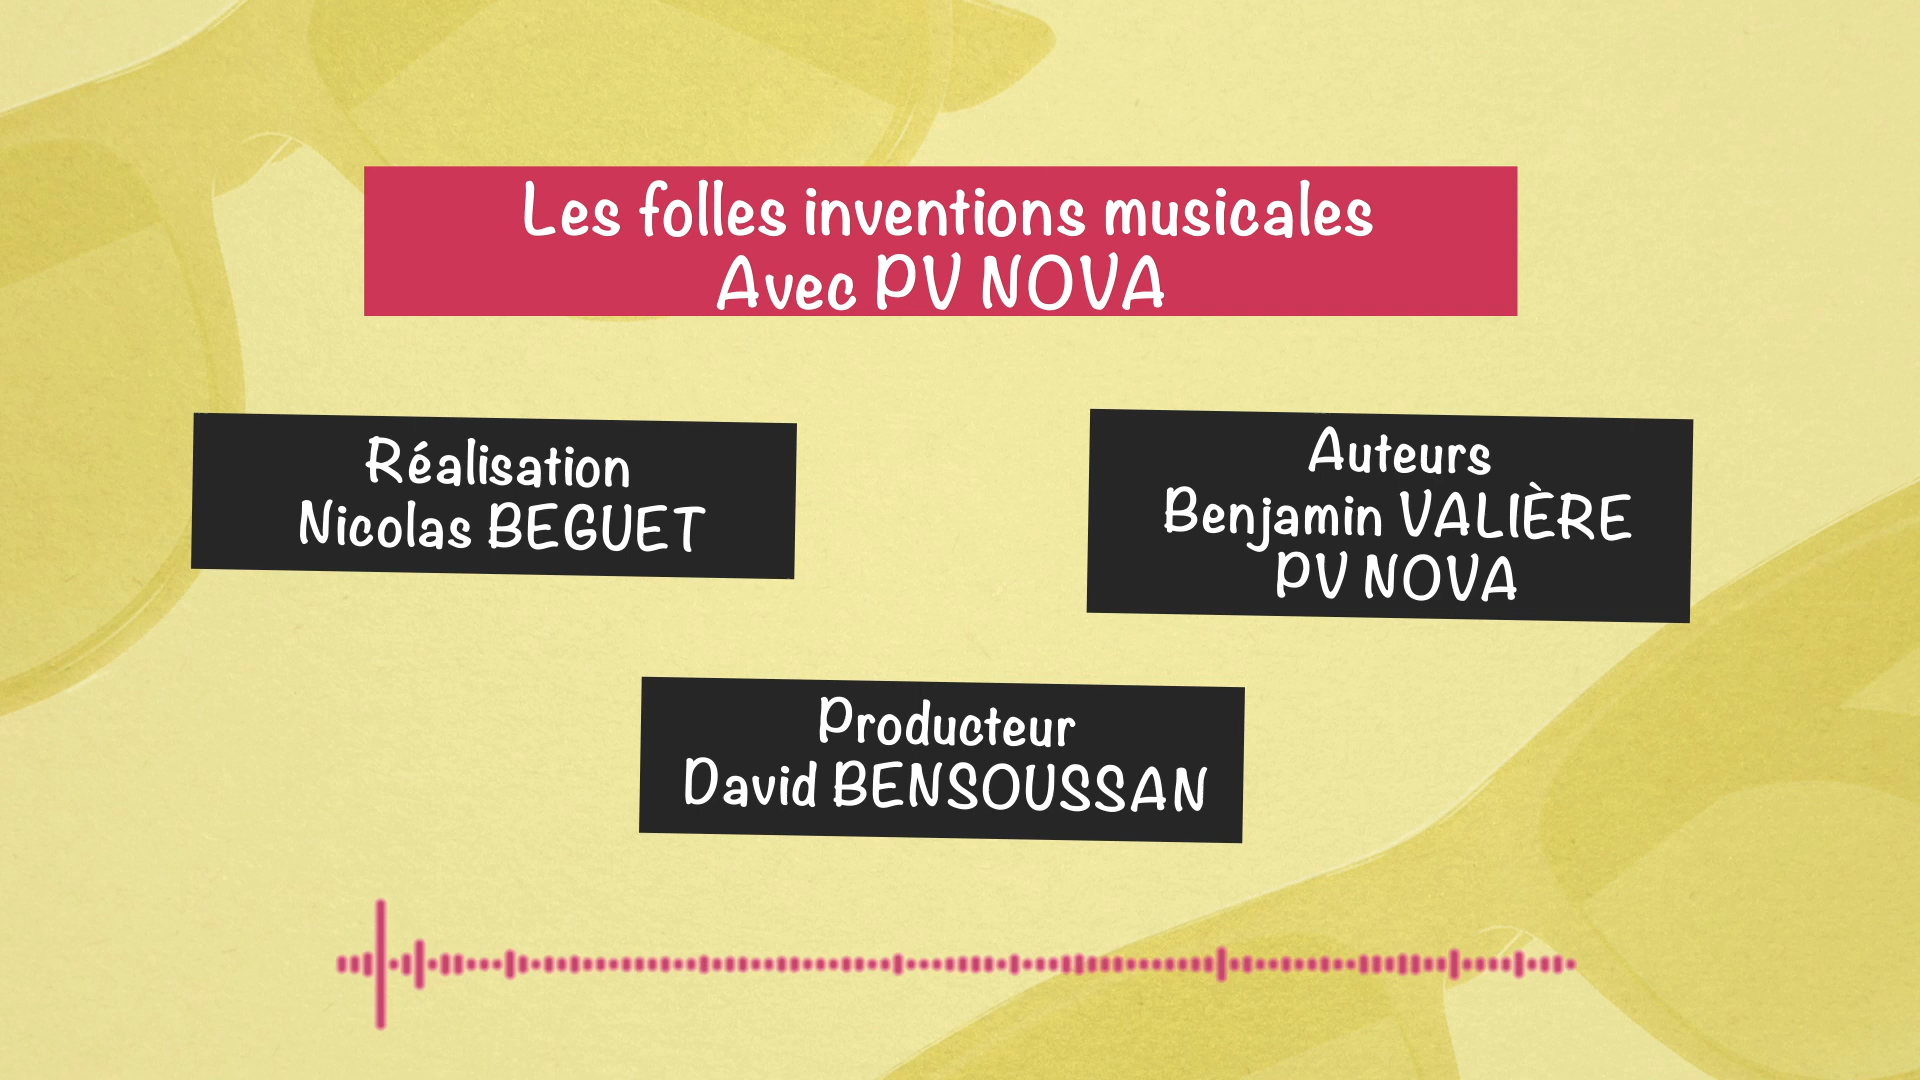 Les folles inventions musicales
Avec PV NOVA
Réalisation
Nicolas BEGUET
Auteurs
Benjamin VALIÈRE
PV NOVA
Producteur
David BENSOUSSAN